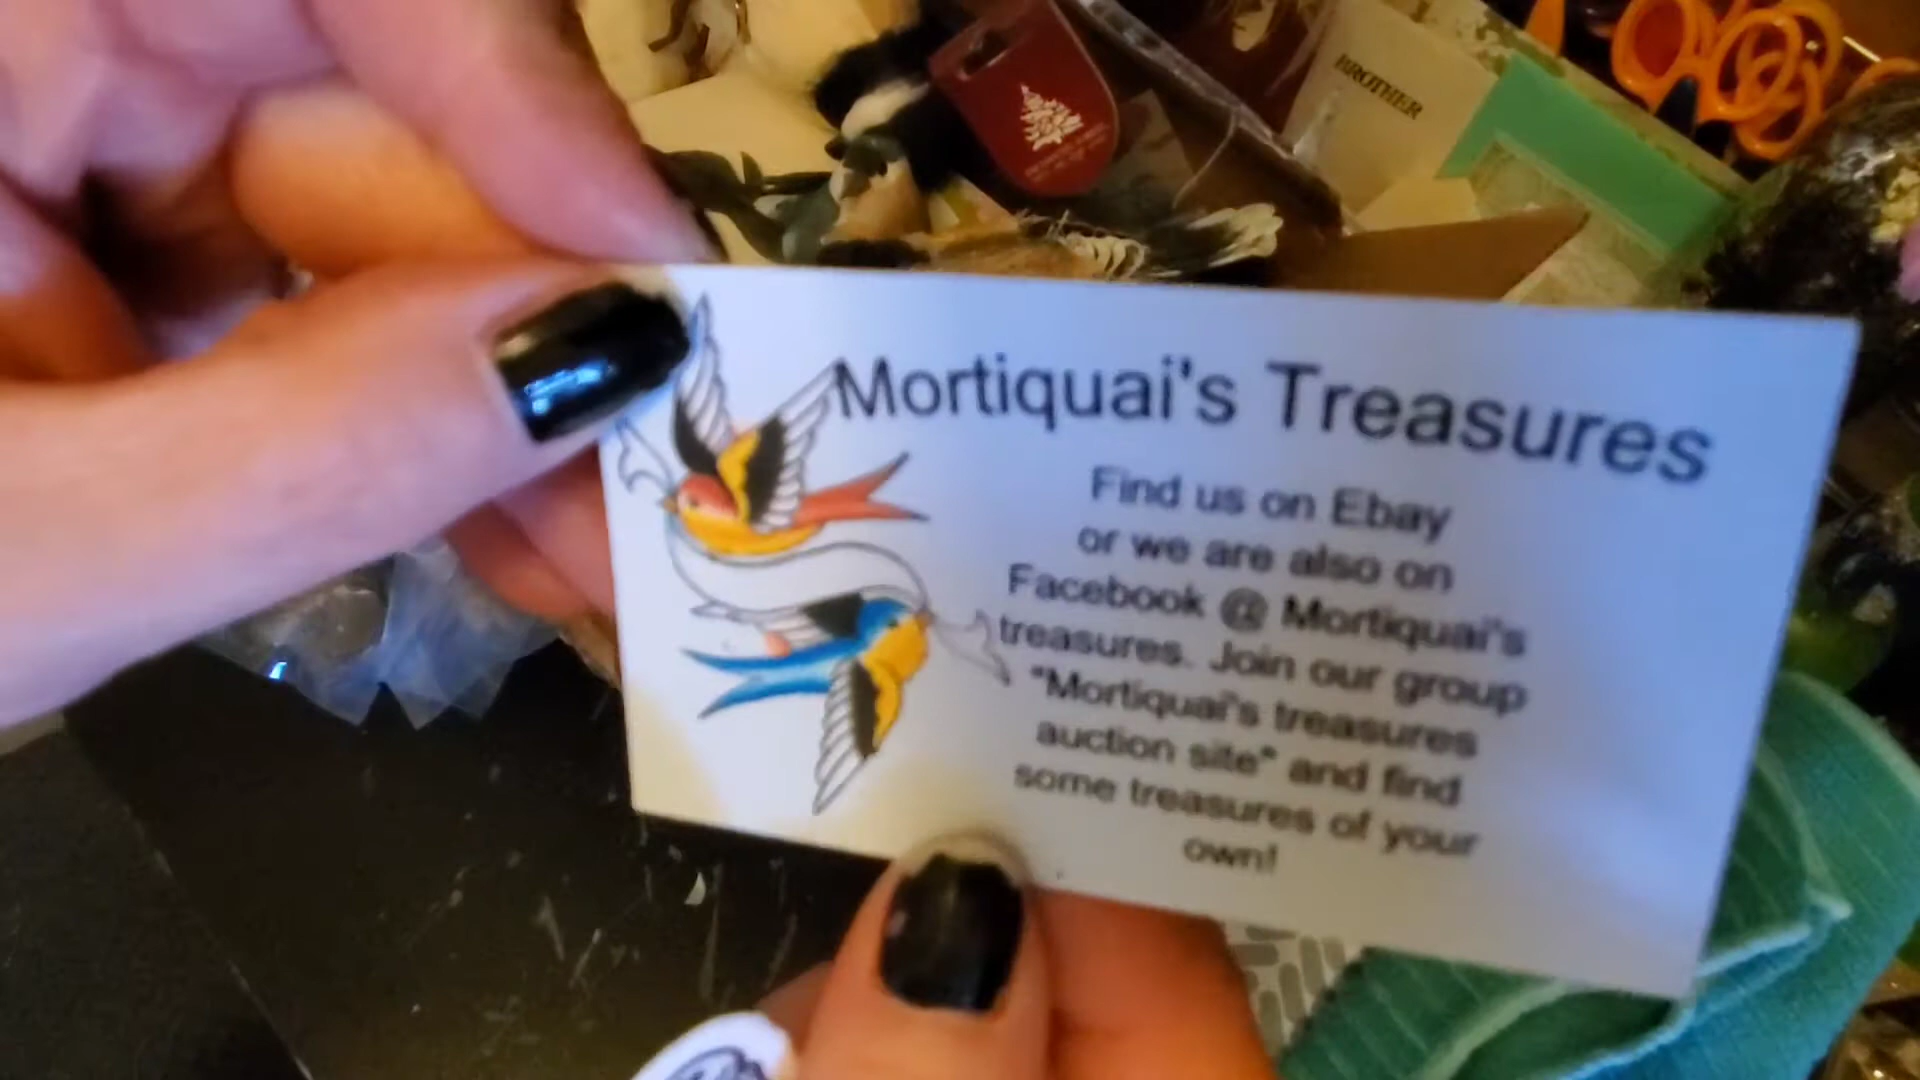 BROTHER
Mortiquai's Treasures
Find us on Ebay
or we are also on
Facebook @ Mortiquai's
treasures. Join our group
"Mortiquai's treasures
auction site" and find
some treasures of your
own!